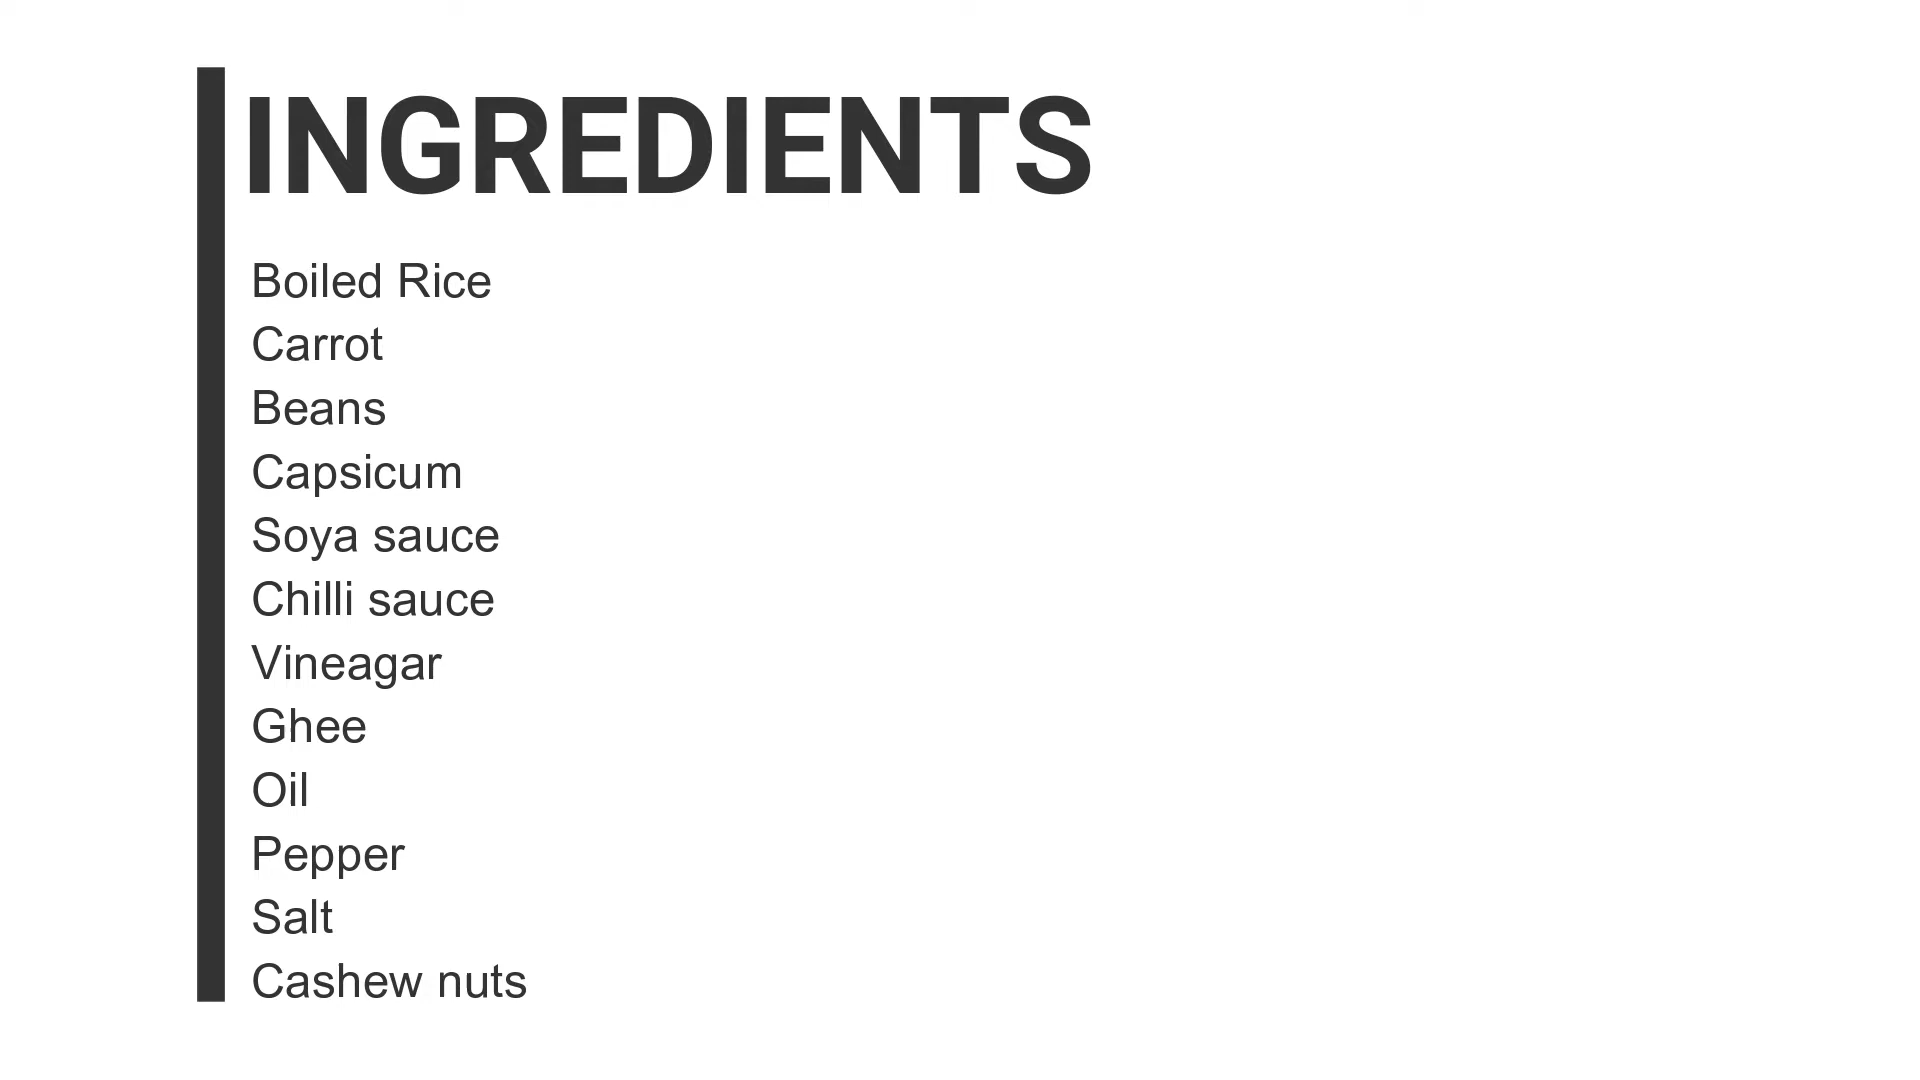 INGREDIENTS
Boiled Rice
Carrot
Beans
Capsicum
Soya sauce
Chilli sauce
Vineagar
Ghee
Oil
Pepper
Salt
Cashew nuts